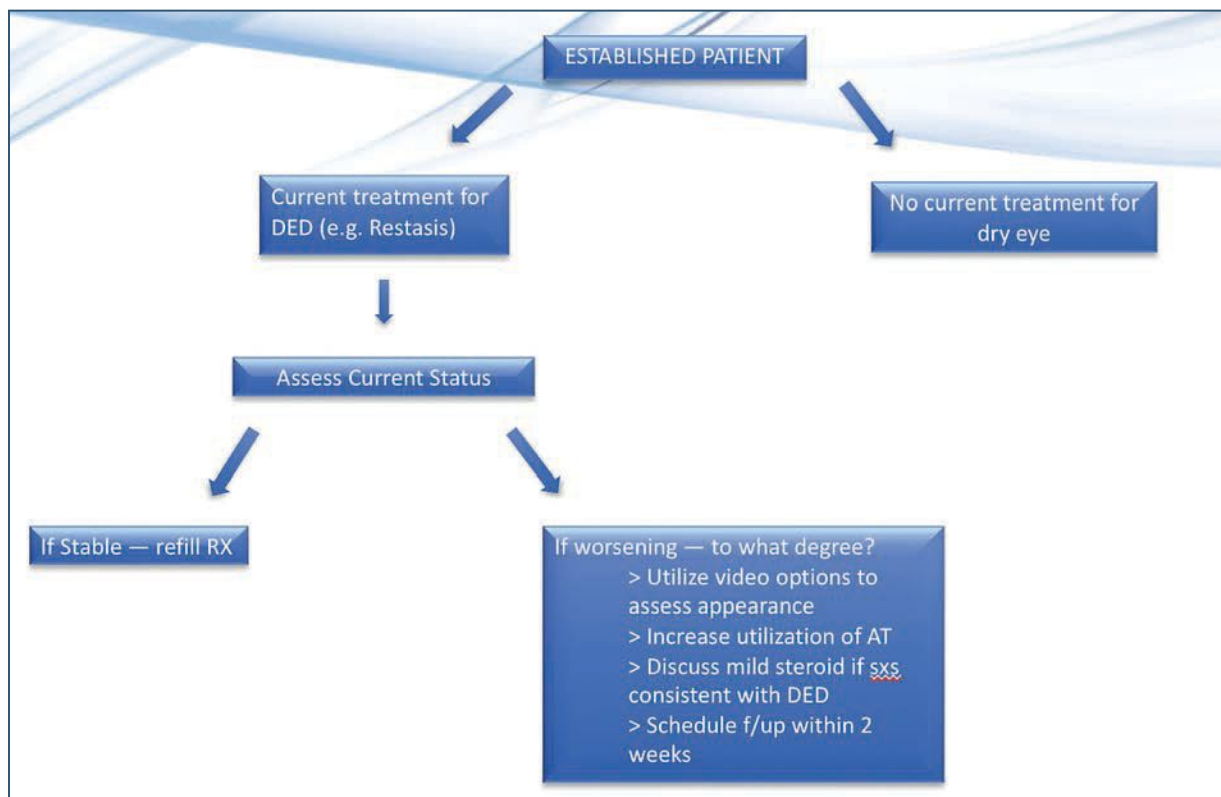 ESTABLISHED PATIENT
Current treatment for
DED (e.g. Restasis)
No current treatment for
dry eye
Assess Current Status
If Stable — refill RX
If worsening — to what degree?
> Utilize video options to
assess appearance
> Increase utilization of AT
> Discuss mild steroid if sxs
consistent with DED
> Schedule f/up within 2
weeks